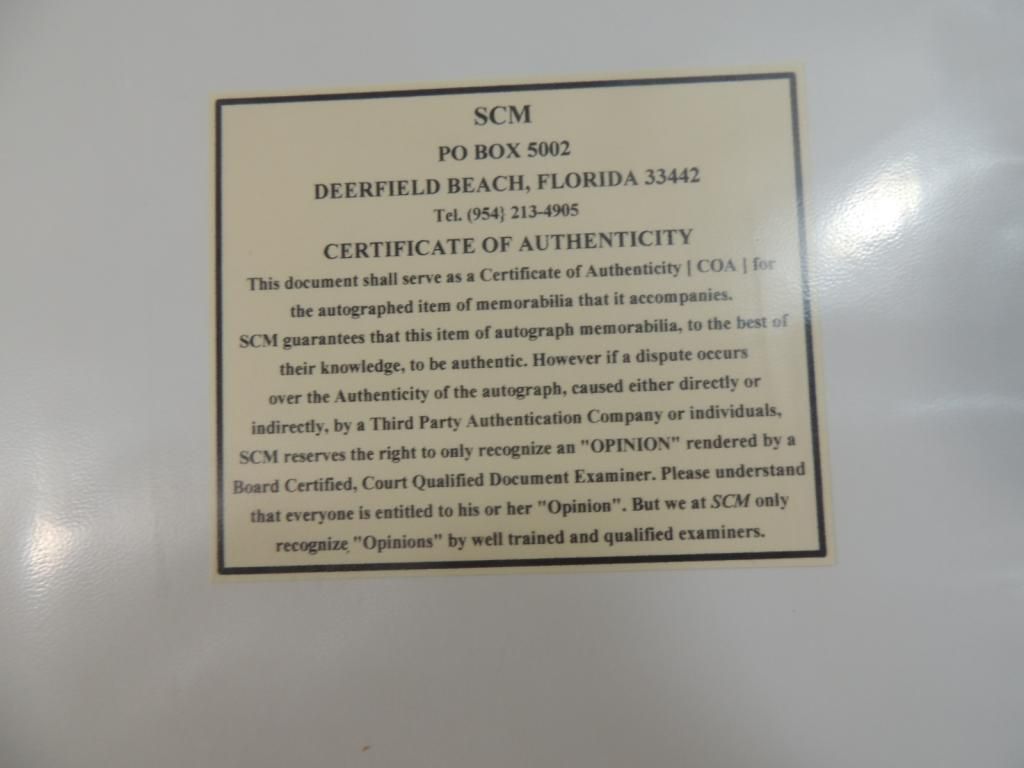 SCM
PO BOX 5002
DEERFIELD BEACH, FLORIDA 33442
Tel. (954} 213-4905
CERTIFICATE OF AUTHENTICITY
This document shall serve as a Certificate of Authenticity [ COA ] for
the autographed item of memorabilia that it accompanies.
SCM guarantees that this item of autograph memorabilia, to the best of
their knowledge, to be authentic. However if a dispute occurs
over the Authenticity of the autograph, caused either directly or
indirectly, by a Third Party Authentication Company or individuals,
SCM reserves the right to only recognize an "OPINION" rendered by a
Board Certified, Court Qualified Document Examiner. Please understand
that everyone is entitled to his or her "Opinion". But we at SCM only
recognize "Opinions" by well trained and qualified examiners.